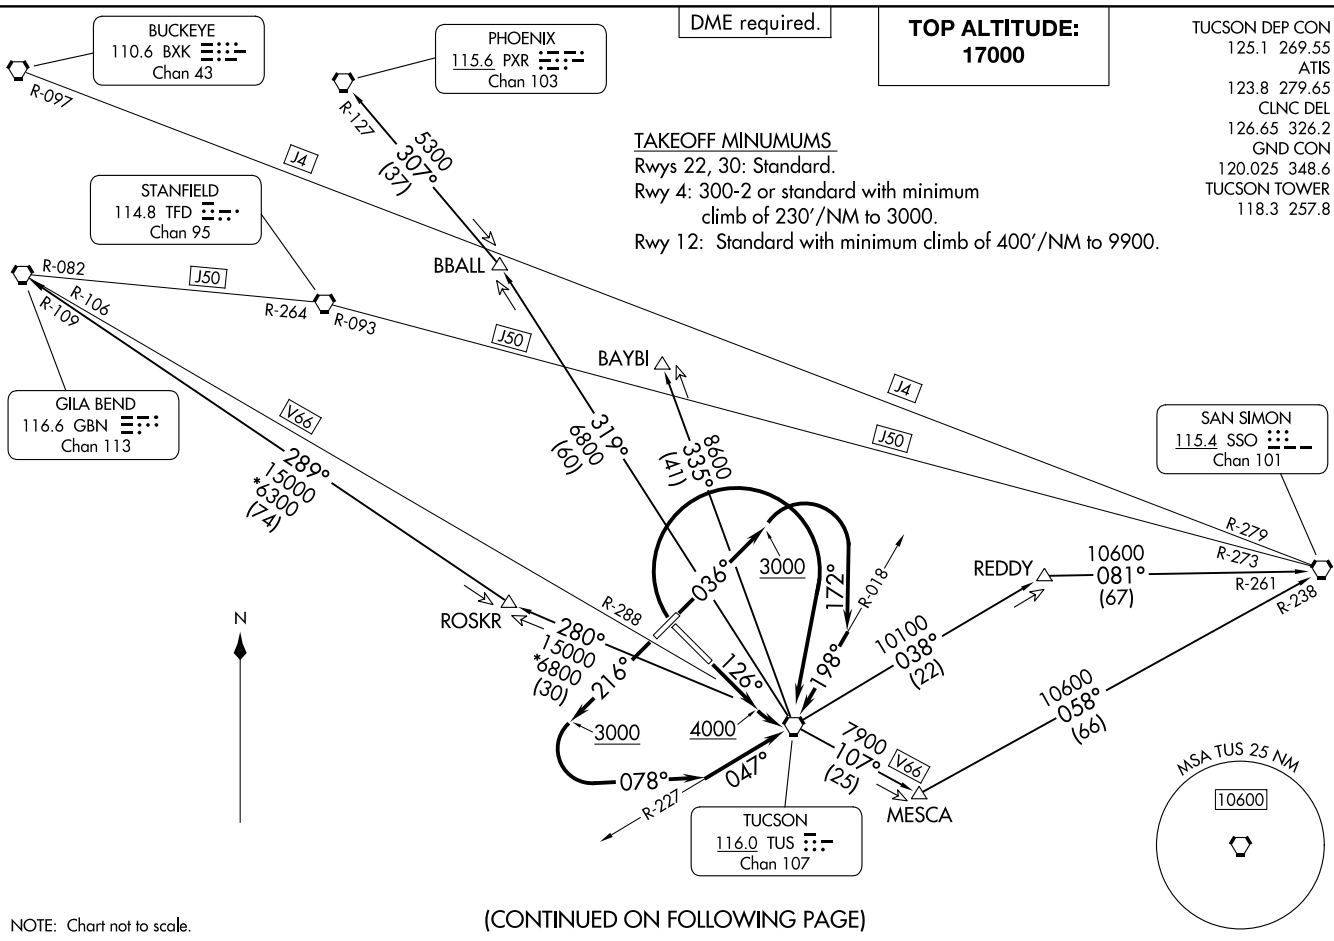 DME required.
TOP ALTITUDE:
17000
TUCSON DEP CON
125.1 269.55
ATIS
123.8 279.65
CLNC DEL
126.65 326.2
GND CON
120.025 348.6
TUCSON TOWER
118.3 257.8
BUCKEYE
110.6 BXK
Chan 43
PHOENIX
115.6 PXR
Chan 103
R-097
R-127
J4
5300
307°
(37)
TAKEOFF MINUMUMS
Rwys 22, 30: Standard.
Rwy 4: 300-2 or standard with minimum
climb of 230'/NM to 3000.
Rwy 12: Standard with minimum climb of 400'/NM to 9900.
STANFIELD
114.8 TFD
Chan 95
BBALL
R-082
J50
R-106
R-109
R-264
R-093
J50
BAYBI
J4
GILA BEND
116.6 GBN
Chan 113
V66
319°
6800
(60)
8600
335°
(41)
J50
SAN SIMON
115.4 SSO
Chan 101
289°
15000
*6300
(74)
R-279
R-273
R-261
R-238
036°
3000
172°
R-018
REDDY
10600
081°
(67)
ROSKR
R-288
280°
15000
*6800
(30)
216°
126°
198°
10100
038°
(22)
10600
058°
(66)
N
3000
4000
078°
047°
R-227
7900
107°
(25)
V66
MESCA
TUCSON
116.0 TUS
Chan 107
MSA TUS 25 NM
10600
NOTE: Chart not to scale.
(CONTINUED ON FOLLOWING PAGE)